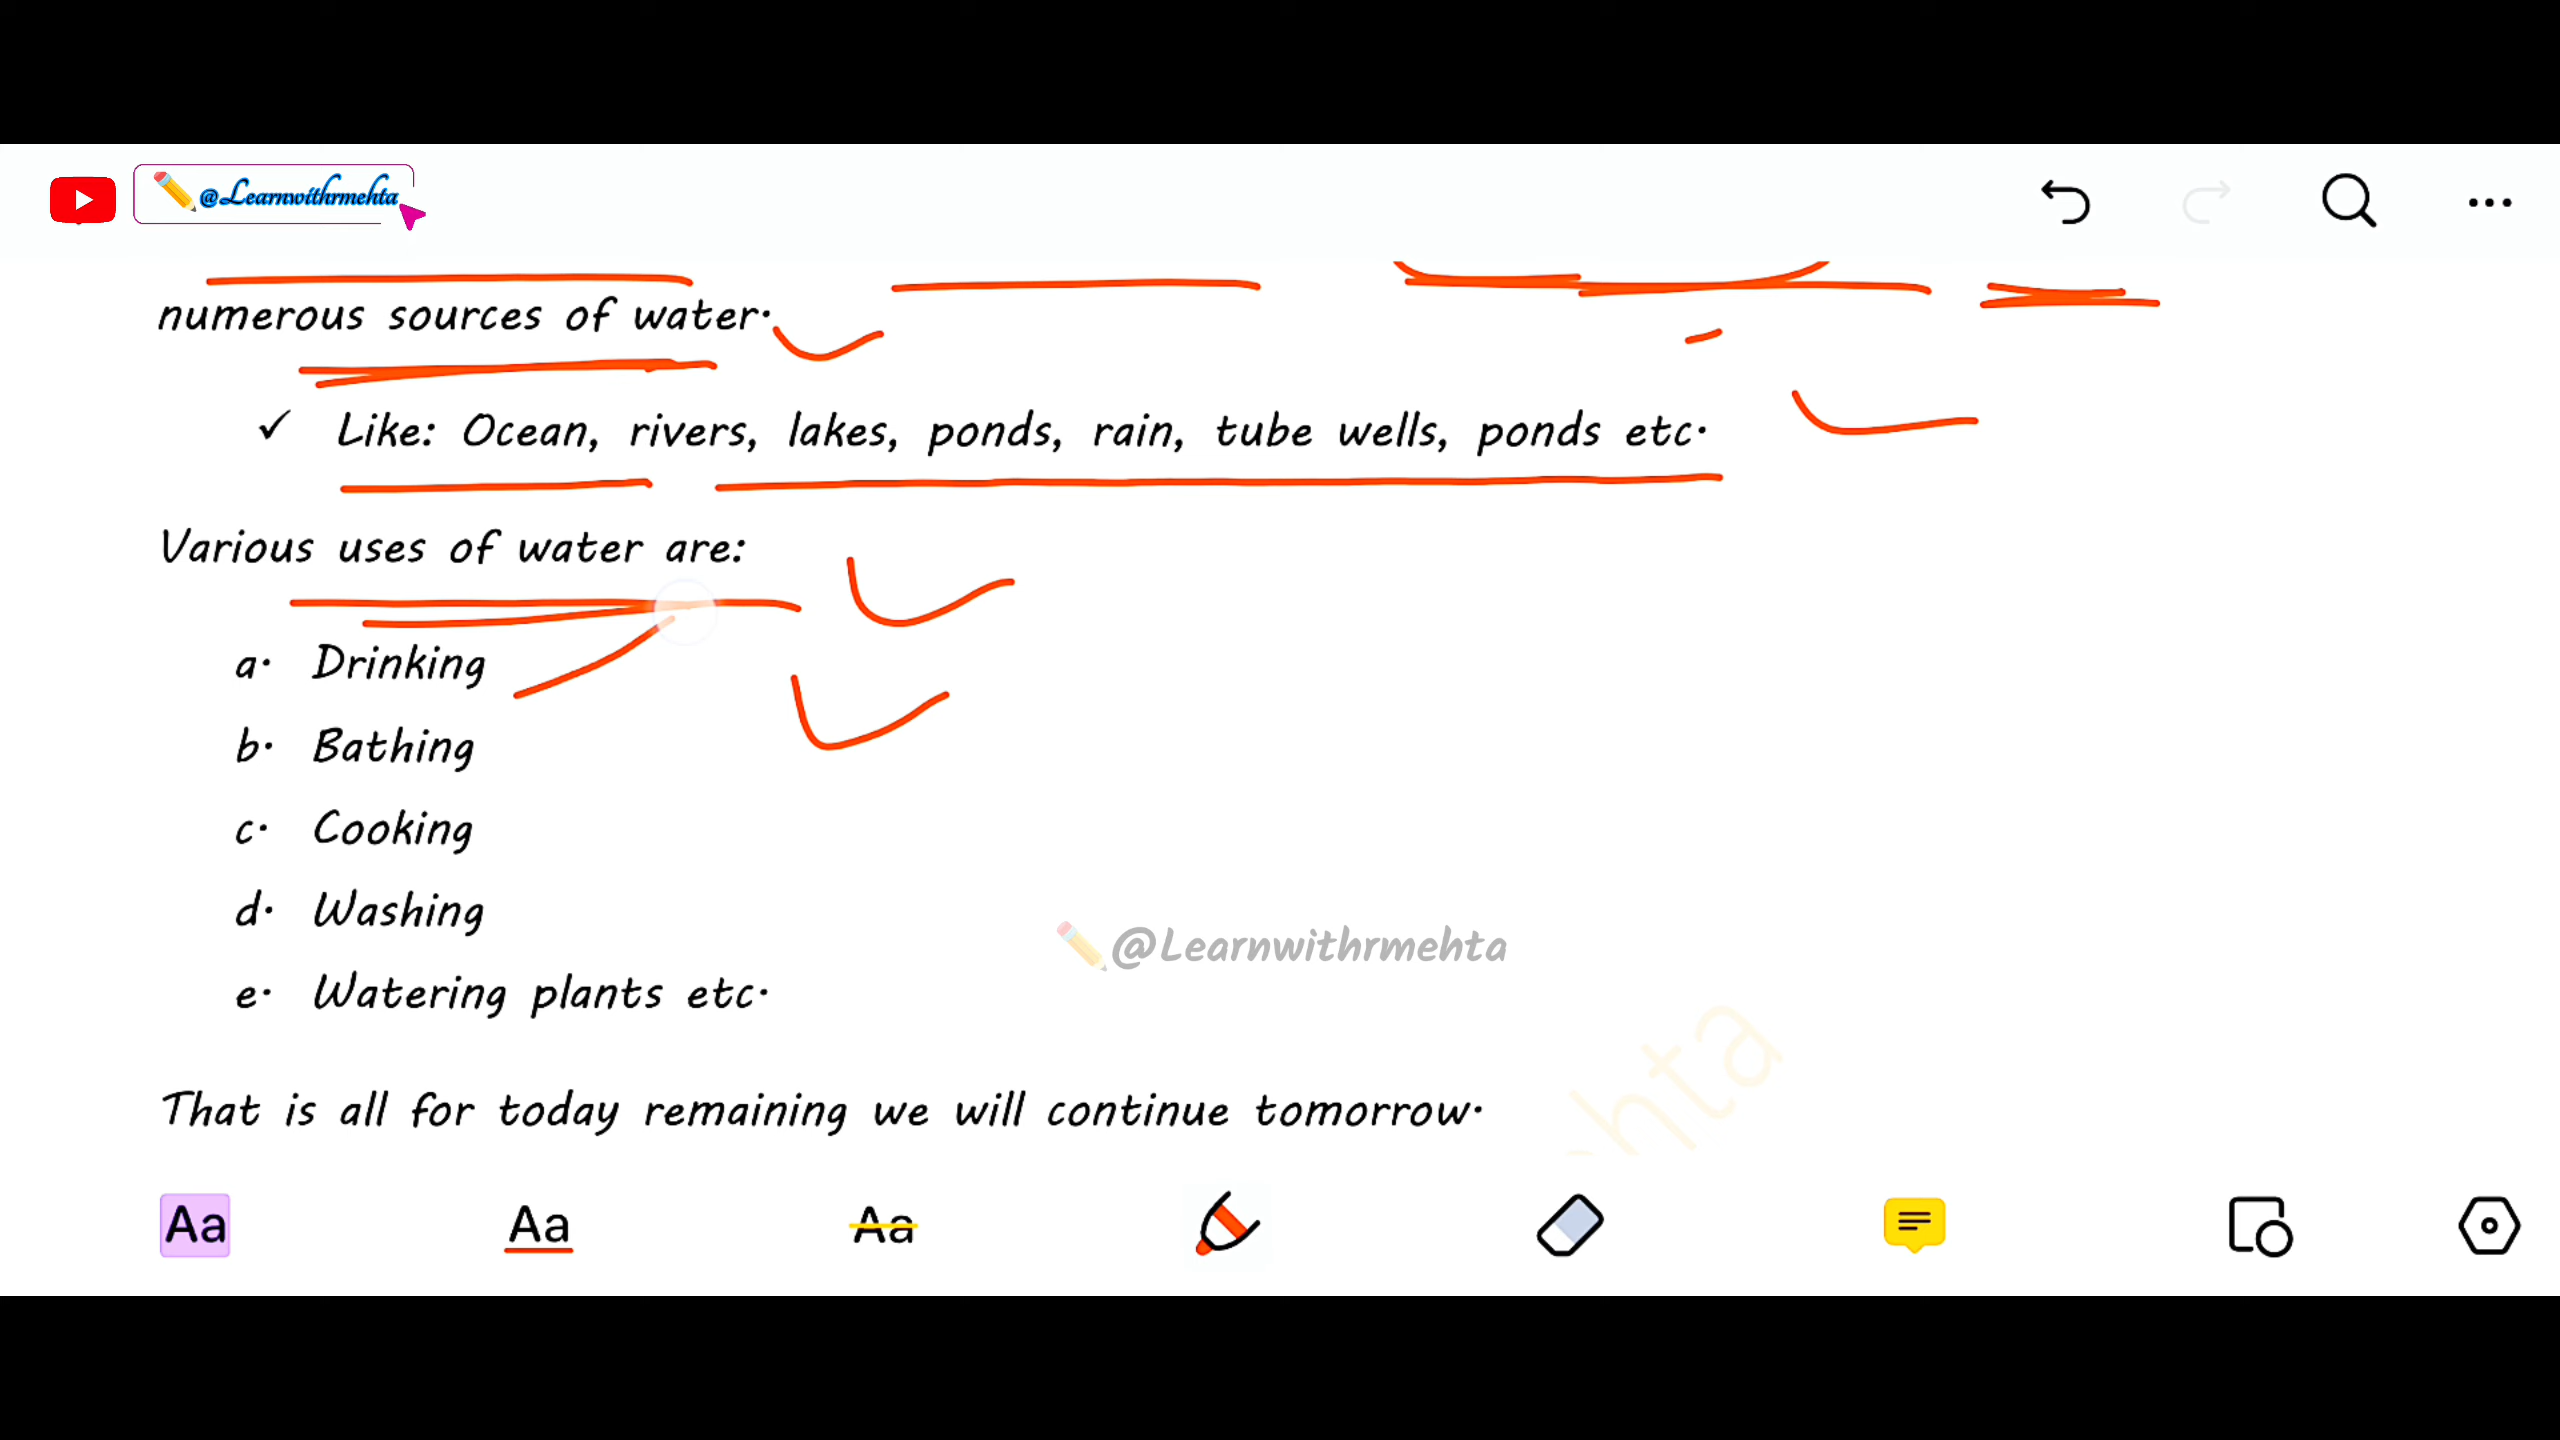 @Learnwithrmehta
numerous sources of water.
✓ Like: Ocean, rivers, lakes, ponds, rain, tube wells, ponds etc.
Various uses of water are:
a. Drinking
b. Bathing
c. Cooking
d. Washing
@Learnwithrmehta
e. Watering plants etc.
hta
That is all for today remaining we will continue tomorrow.
Aa Aa Aa